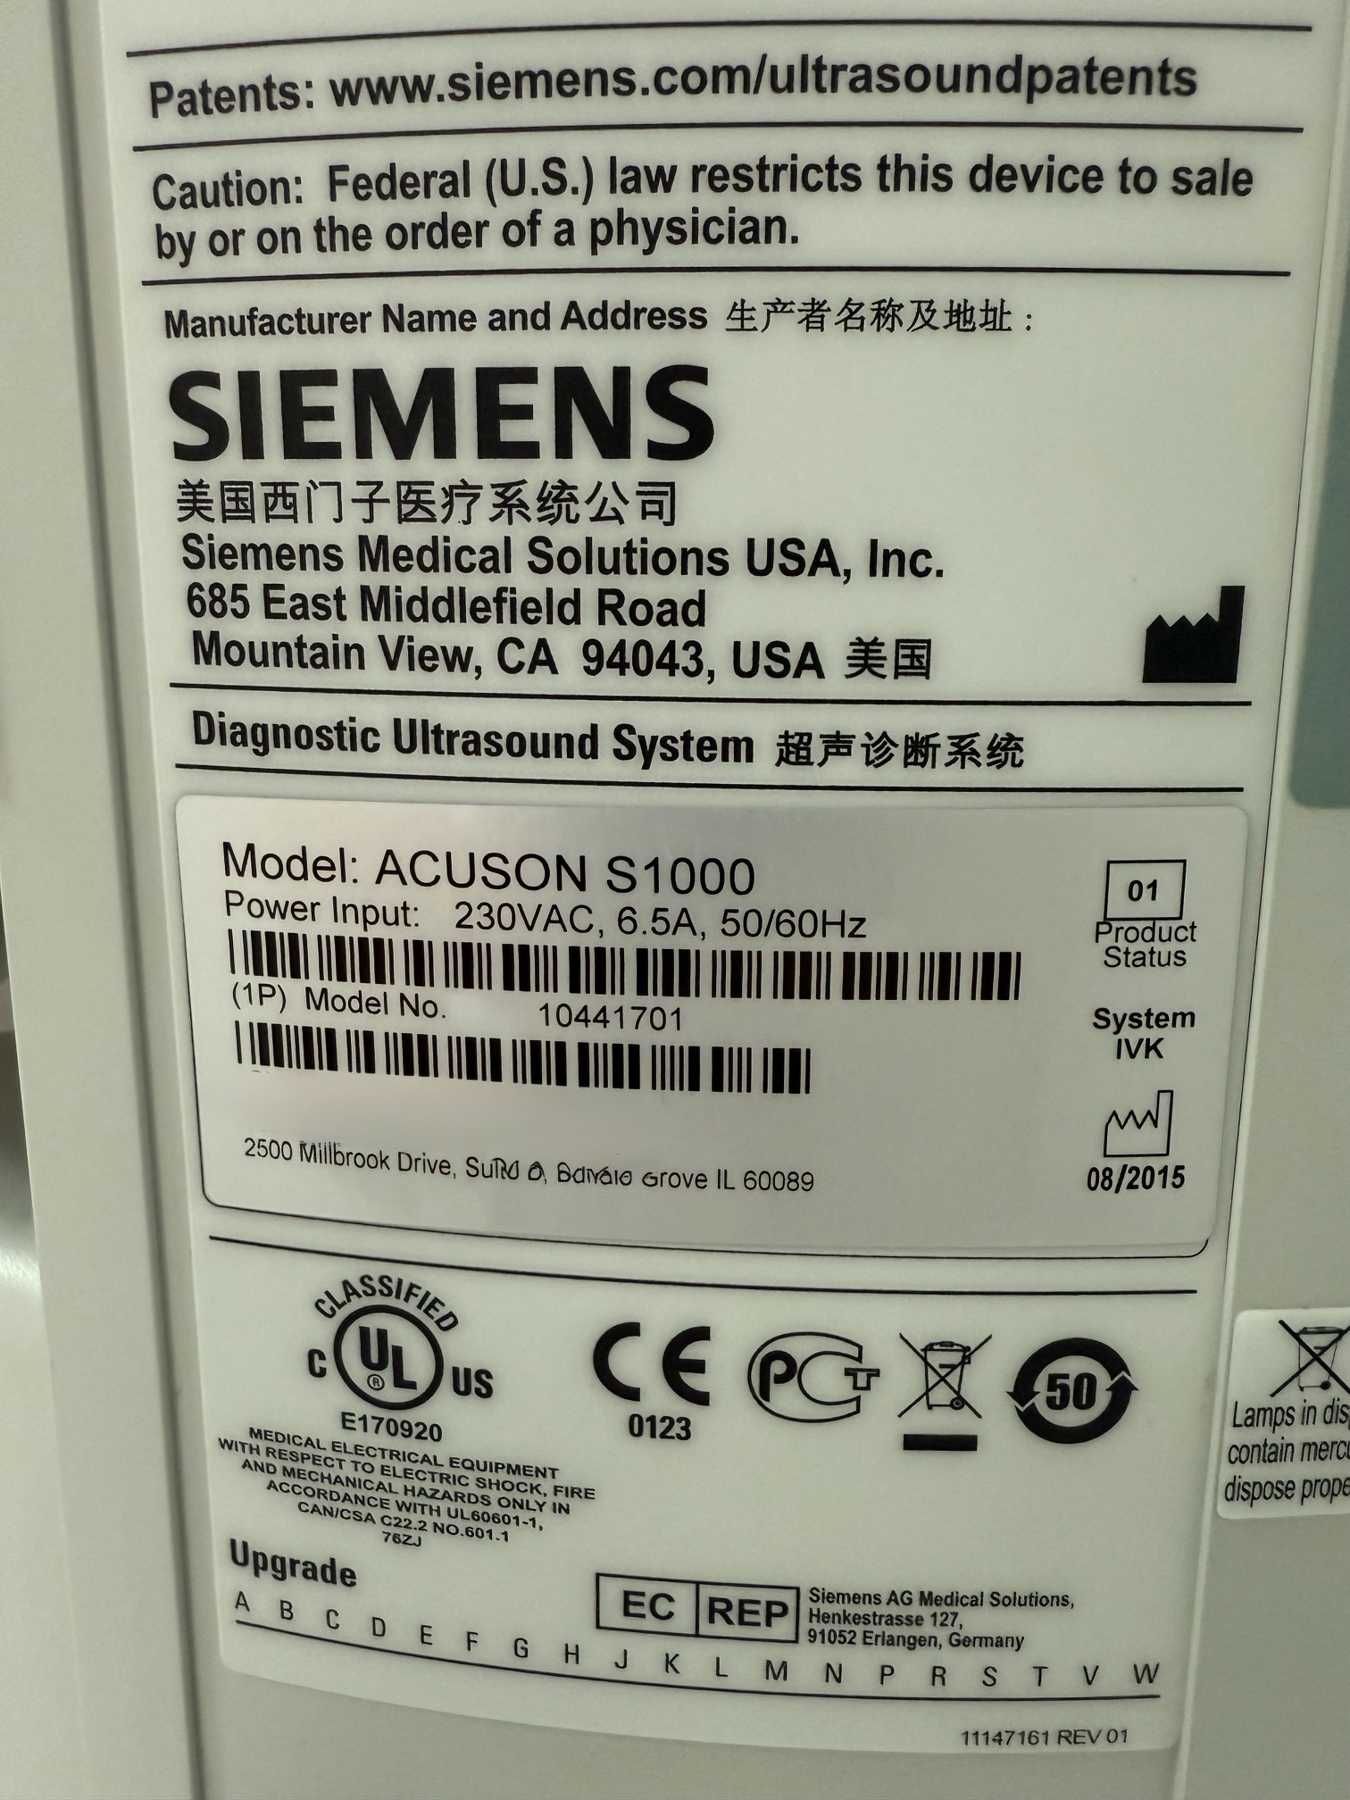 Patents: www.siemens.com/ultrasoundpatents
Caution: Federal (U.S.) law restricts this device to sale
by or on the order of a physician.
Manufacturer Name and Address 生产者名称及地址：
SIEMENS
美国西门子医疗系统公司
Siemens Medical Solutions USA, Inc.
685 East Middlefield Road
Mountain View, CA 94043, USA 美国
Diagnostic Ultrasound System 超声诊断系统
Model: ACUSON S1000
Power Input: 230VAC, 6.5A, 50/60Hz
(1P) Model No. 10441701
01
Product
Status
System
IVK
08/2015
2500 Millbrook Drive, Grove IL 60089
CLASSIFIED
C UL ® US
E170920
MEDICAL ELECTRICAL EQUIPMENT
WITH RESPECT TO ELECTRIC SHOCK, FIRE
AND MECHANICAL HAZARDS ONLY IN
ACCORDANCE WITH UL60601-1,
CAN/CSA C22.2 NO.601.1
76ZJ
CE
0123
PCT
50
Lamps in
contain
dispose
Upgrade
EC REP
Siemens AG Medical Solutions,
Henkestrasse 127,
91052 Erlangen, Germany
A B C D E F G H J K L M N P R S T V W
11147161 REV 01